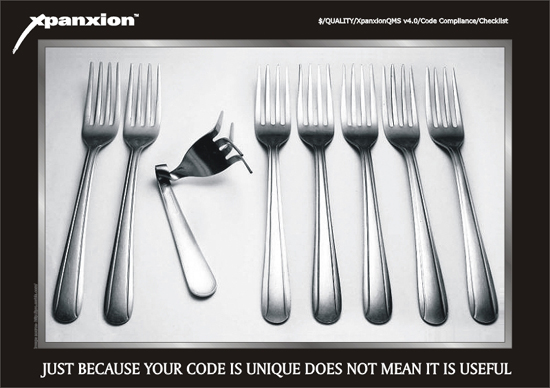 xpanxion™
$/QUALITY/XpanxionQMS v4.0/Code Compliance/Checklist
JUST BECAUSE YOUR CODE IS UNIQUE DOES NOT MEAN IT IS USEFUL